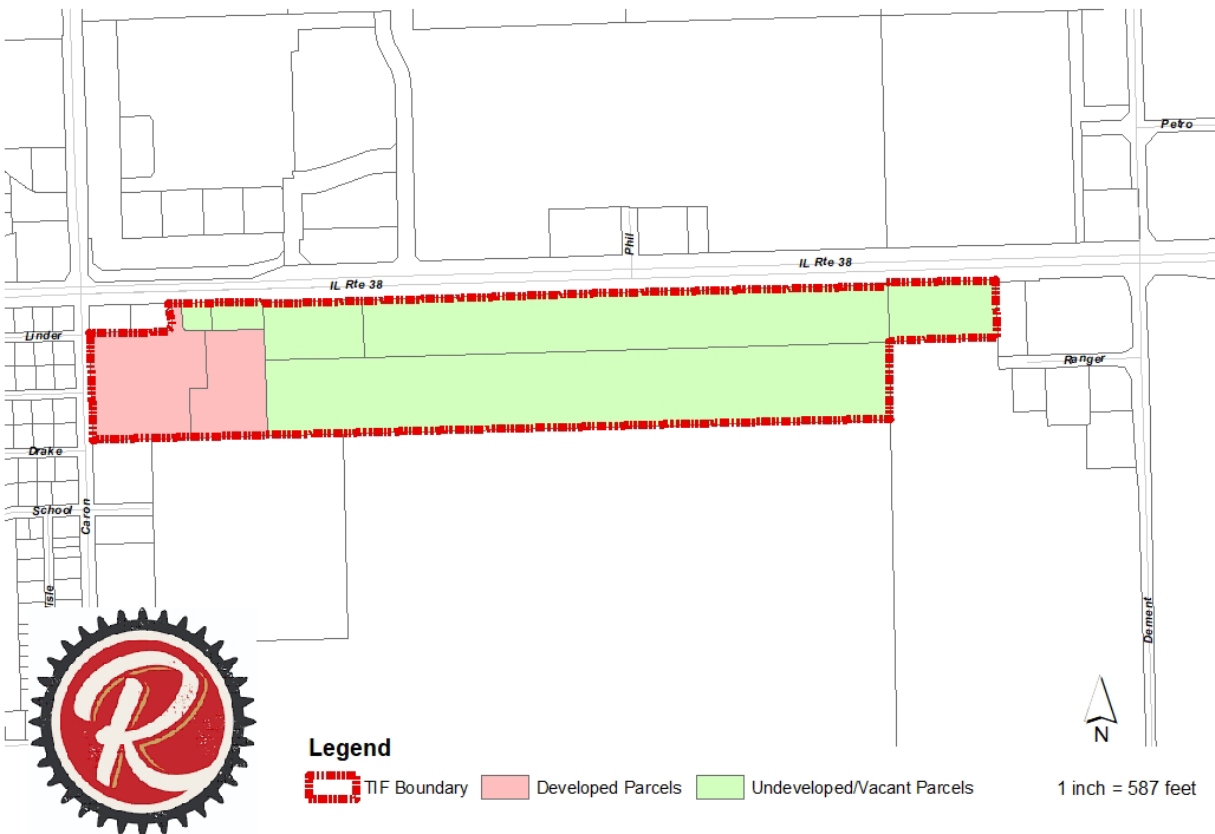 Petro
Phil
IL Rte 38
IL Rte 38
Linder
Ranger
Drake
School
Caron
Dement
R
N
Legend
TIF Boundary
Developed Parcels
Undeveloped/Vacant Parcels
1 inch = 587 feet